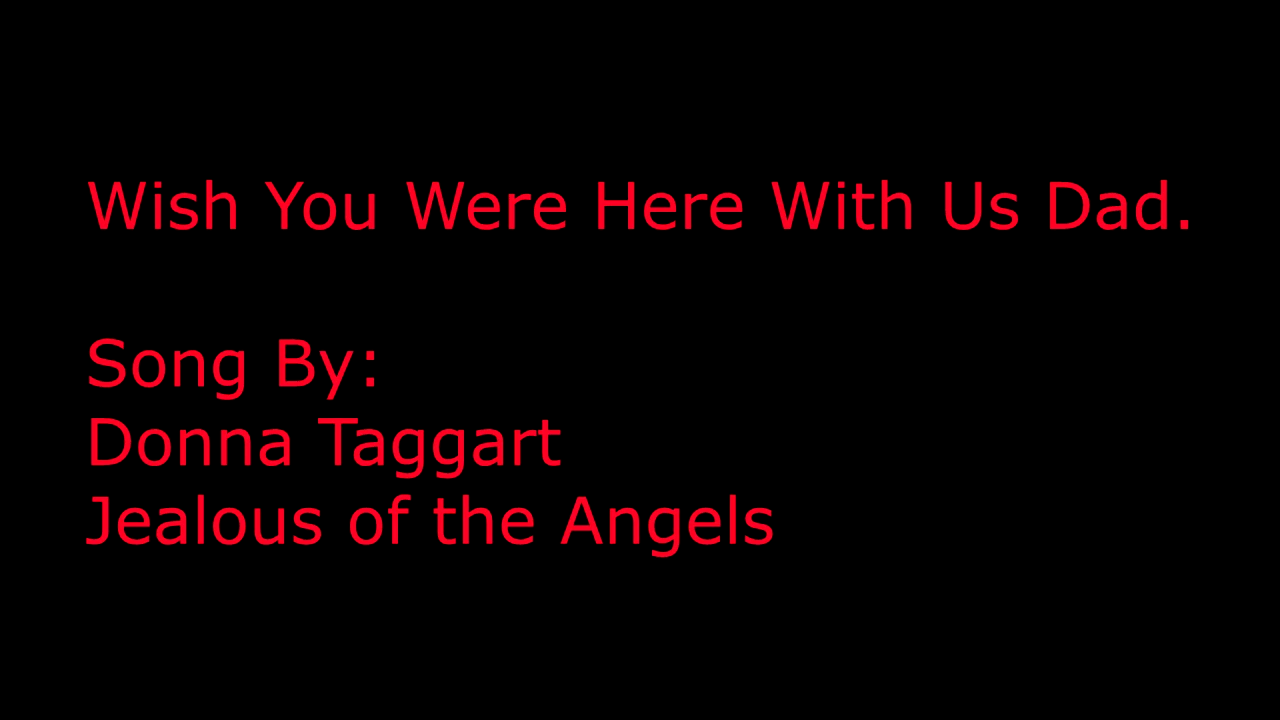 Wish You Were Here With Us Dad.
Song By:
Donna Taggart
Jealous of the Angels